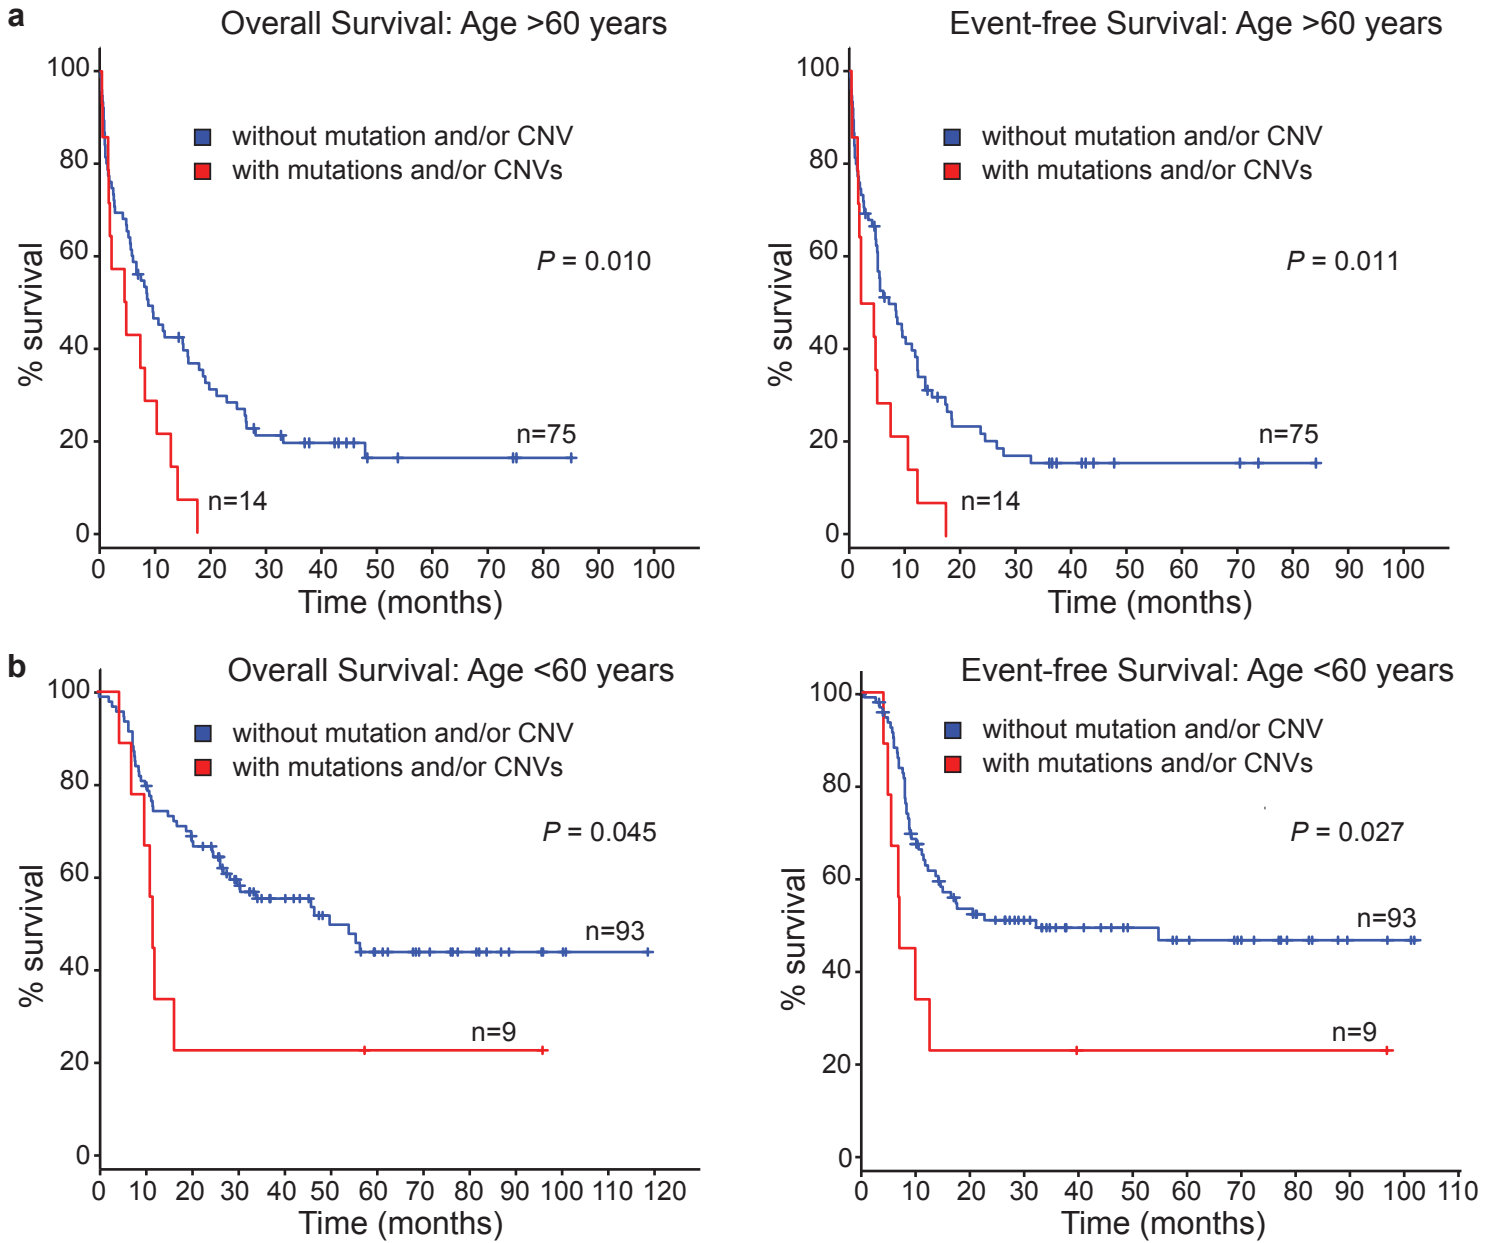 a
Overall Survival: Age >60 years
100
80
60
40
20
0
% survival
without mutation and/or CNV
with mutations and/or CNVs
P = 0.010
n=75
n=14
0 10 20 30 40 50 60 70 80 90 100
Time (months)
Event-free Survival: Age >60 years
100
80
60
40
20
0
% survival
without mutation and/or CNV
with mutations and/or CNVs
P = 0.011
n=75
n=14
0 10 20 30 40 50 60 70 80 90 100
Time (months)
b
Overall Survival: Age <60 years
100
80
60
40
20
0
% survival
without mutation and/or CNV
with mutations and/or CNVs
P = 0.045
n=93
n=9
0 10 20 30 40 50 60 70 80 90 100 110 120
Time (months)
Event-free Survival: Age <60 years
100
80
60
40
20
0
% survival
without mutation and/or CNV
with mutations and/or CNVs
P = 0.027
n=93
n=9
0 10 20 30 40 50 60 70 80 90 100 110
Time (months)